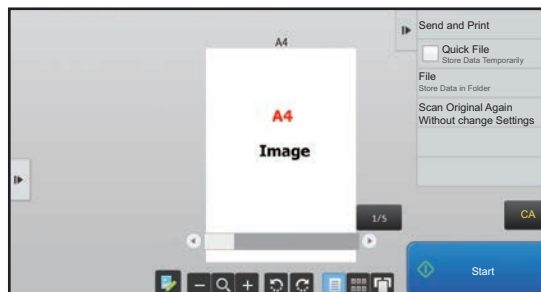 A4
A4
Image
1/5
Send and Print
Quick File
Store Data Temporarily
File
Store Data in Folder
Scan Original Again
Without change Settings
CA
Start